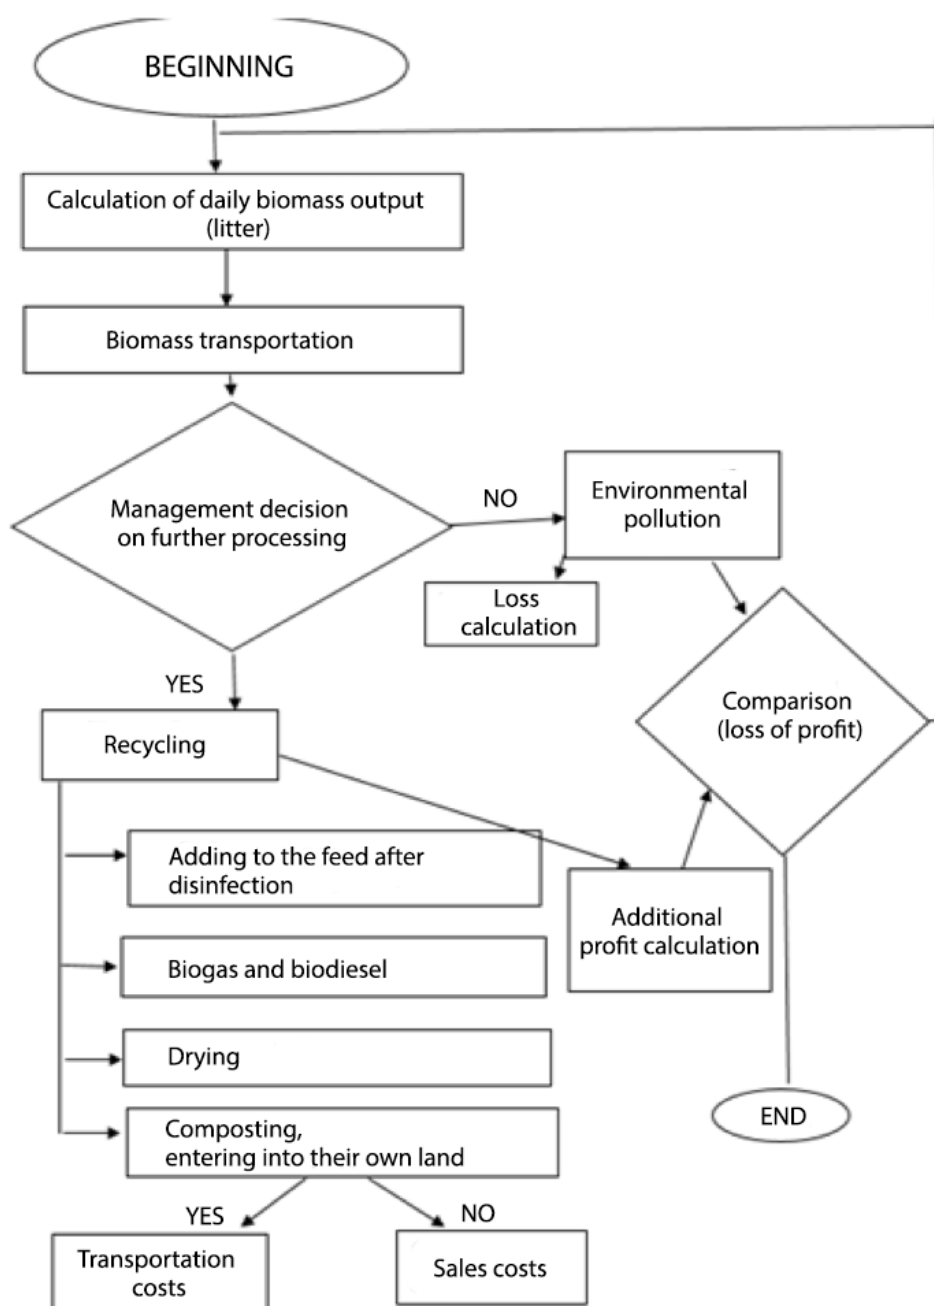 BEGINNING
Calculation of daily biomass output
(litter)
Biomass transportation
Management decision
on further processing
NO
Environmental
pollution
Loss
calculation
YES
Recycling
Comparison
(loss of profit)
Adding to the feed after
disinfection
Additional
profit calculation
Biogas and biodiesel
Drying
END
Composting,
entering into their own land
YES
NO
Transportation
costs
Sales costs